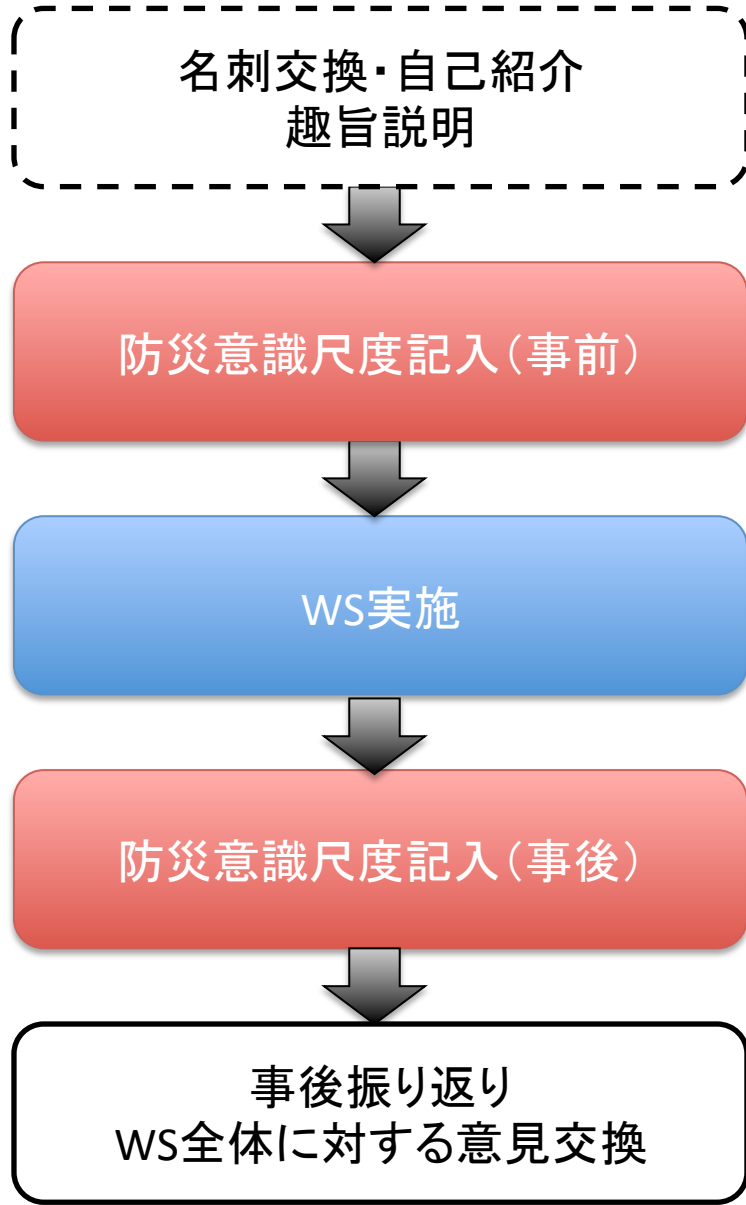 名刺交換・自己紹介
趣旨説明
防災意識尺度記入（事前）
WS実施
防災意識尺度記入（事後）
事後振り返り
WS全体に対する意見交換